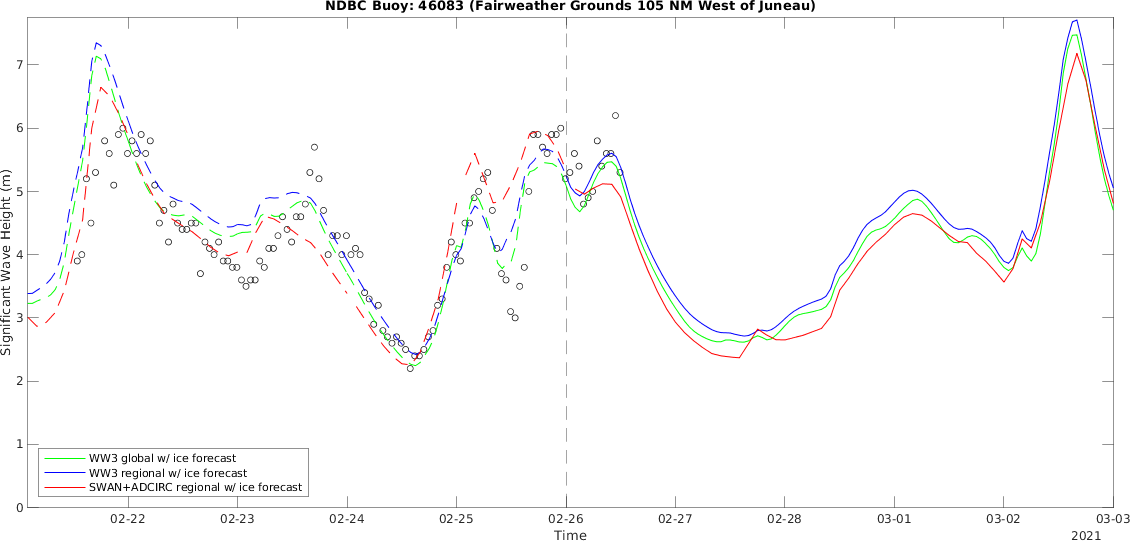 NDBC Buoy: 46083 (Fairweather Grounds 105 NM West of Juneau)
Significant Wave Height (m)
7
6
5
4
3
2
1
0
WW3 global w/ ice forecast
WW3 regional w/ ice forecast
SWAN+ADCIRC regional w/ ice forecast
02-22 02-23 02-24 02-25 02-26 02-27 02-28 03-01 03-02 03-03
Time
2021